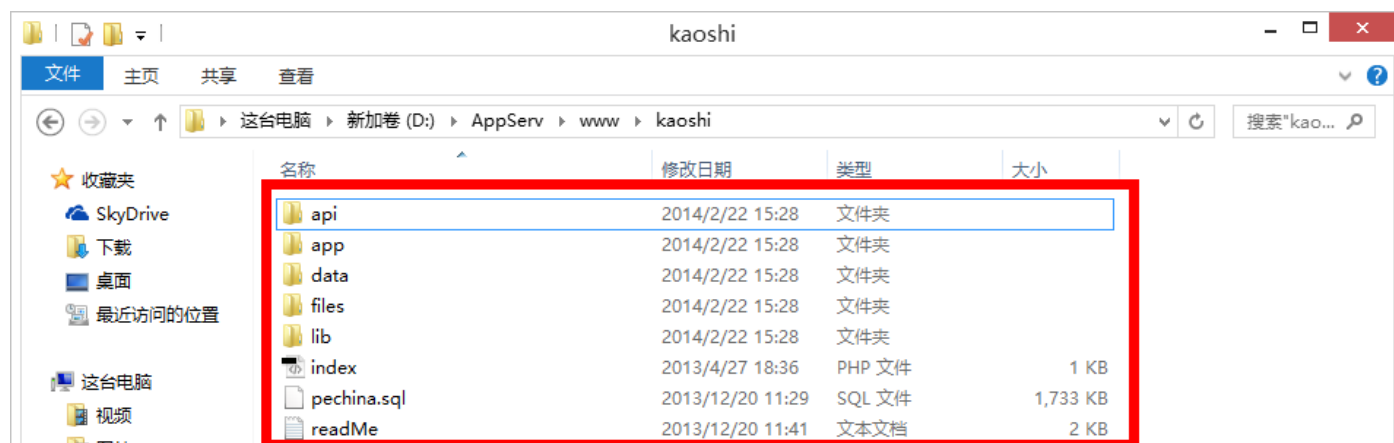 kaoshi
文件 主页 共享 查看
这台电脑 新加卷 (D:) AppServ www kaoshi 搜索"kao...
名称 修改日期 类型 大小
收藏夹
SkyDrive
下载
桌面
最近访问的位置
这台电脑
视频
api 2014/2/22 15:28 文件夹
app 2014/2/22 15:28 文件夹
data 2014/2/22 15:28 文件夹
files 2014/2/22 15:28 文件夹
lib 2014/2/22 15:28 文件夹
index 2013/4/27 18:36 PHP 文件 1 KB
pechina.sql 2013/12/20 11:29 SQL 文件 1,733 KB
readMe 2013/12/20 11:41 文本文档 2 KB